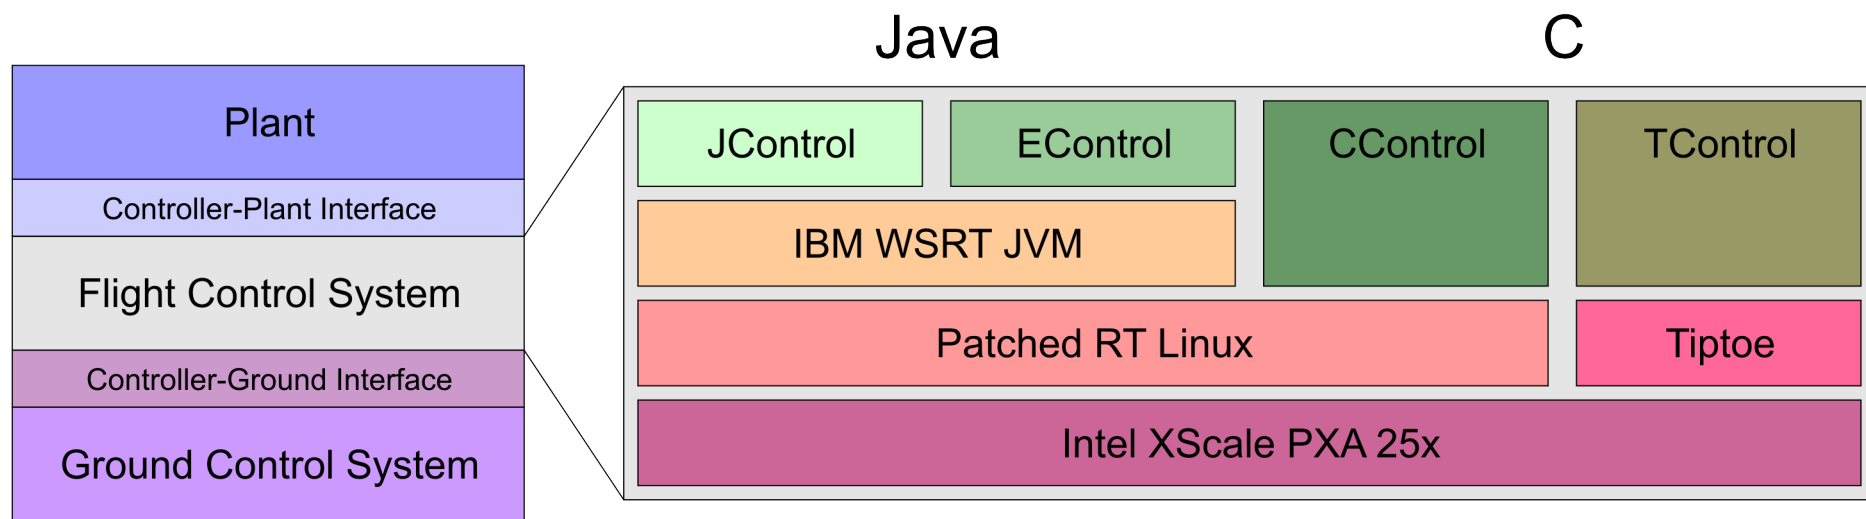 Java
C
Plant
Controller-Plant Interface
Flight Control System
Controller-Ground Interface
Ground Control System
JControl
EControl
CControl
TControl
IBM WSRT JVM
Patched RT Linux
Tiptoe
Intel XScale PXA 25x